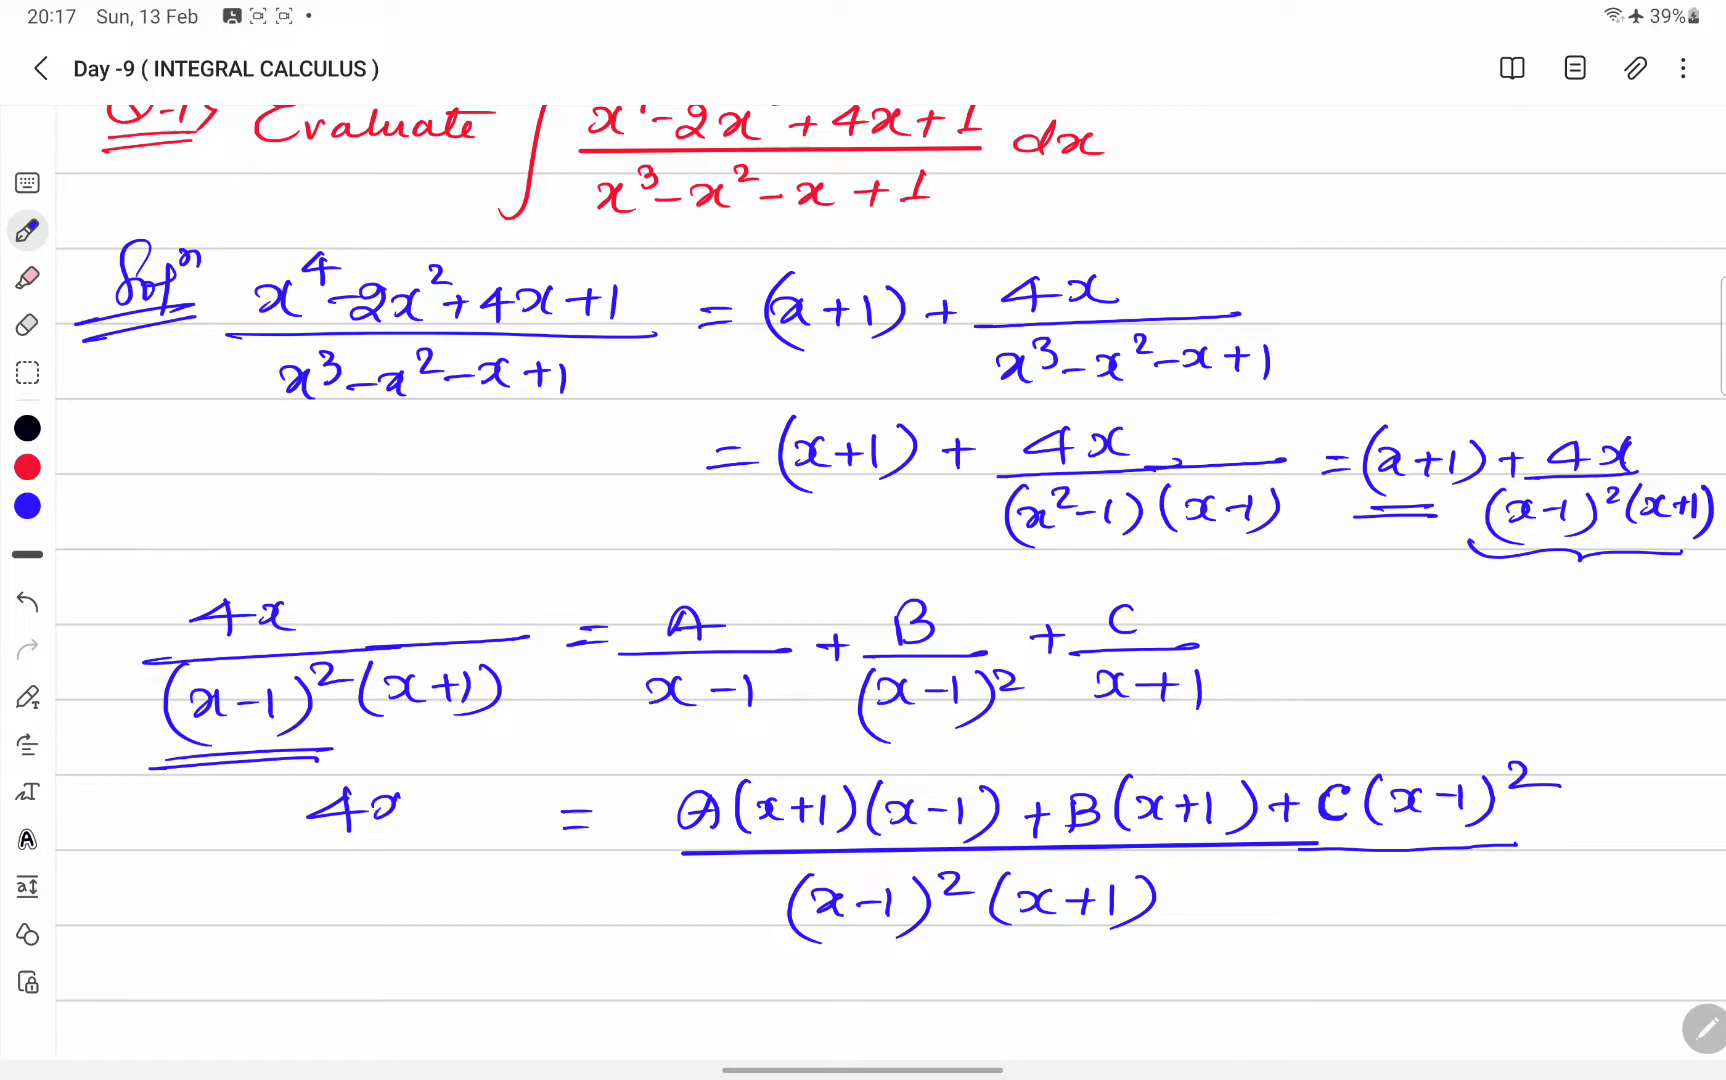 20:17 Sun, 13 Feb 39%
Day -9 ( INTEGRAL CALCULUS )
Q-1) Evaluate ∫ (x⁴ - 2x² + 4x + 1)/(x³ - x² - x + 1) dx
Solⁿ (x⁴ - 2x² + 4x + 1)/(x³ - x² - x + 1) = (x+1) + 4x/(x³ - x² - x + 1)
= (x+1) + 4x/((x² - 1)(x - 1)) = (x+1) + 4x/((x-1)²(x+1))
4x/((x-1)²(x+1)) = A/(x-1) + B/(x-1)² + C/(x+1)
4x = (A(x+1)(x-1) + B(x+1) + C(x-1)²)/((x-1)²(x+1))